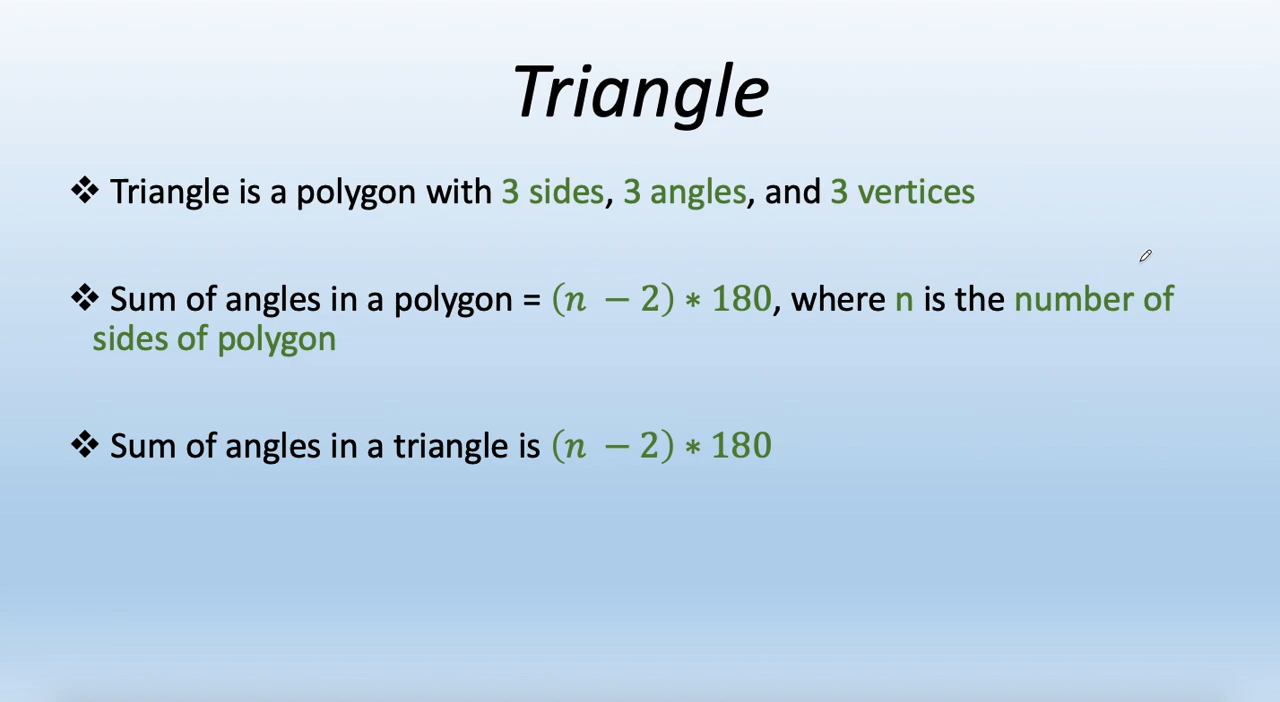 Triangle
❖ Triangle is a polygon with 3 sides, 3 angles, and 3 vertices
❖ Sum of angles in a polygon = (n − 2) ∗ 180, where n is the number of
sides of polygon
❖ Sum of angles in a triangle is (n − 2) ∗ 180